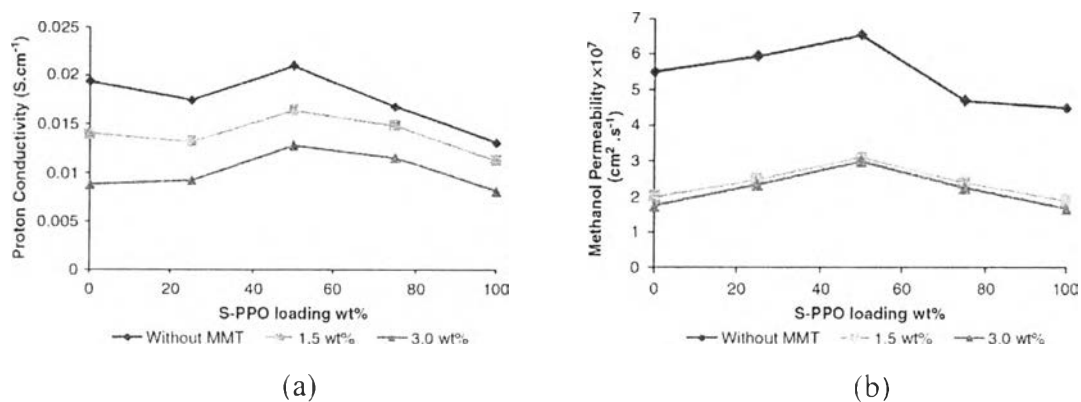 0.025
0.02
0.015
0.01
0.005
0
Proton Conductivity (S.cm⁻¹)
0 20 40 60 80 100
S-PPO loading wt%
Without MMT 1.5 wt% 3.0 wt%
(a)
7
6
5
4
3
2
1
0
Methanol Permeability ×10⁷
(cm² .s⁻¹)
0 20 40 60 80 100
S-PPO loading wt%
Without MMT 1.5 wt% 3.0 wt%
(b)